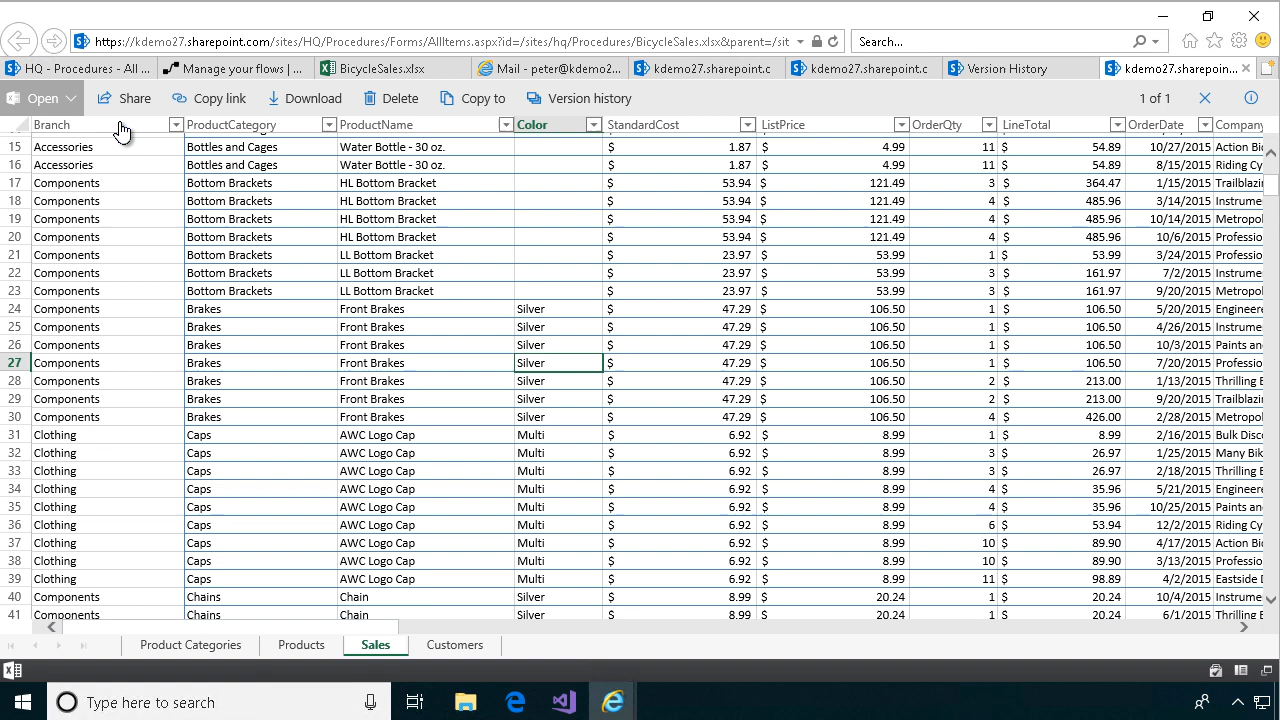 https://kdemo27.sharepoint.com/sites/HQ/Procedures/Forms/AllItems.aspx?id=/sites/hq/Procedures/BicycleSales.xlsx&parent=/sit Search...
HQ - Procedures - All ... Manage your flows | ... BicycleSales.xlsx Mail - peter@kdemo2... kdemo27.sharepoint.c kdemo27.sharepoint.c Version History kdemo27.sharepoin...
Open Share Copy link Download Delete Copy to Version history 1 of 1
Branch ProductCategory ProductName Color StandardCost ListPrice OrderQty LineTotal OrderDate Company
15 Accessories Bottles and Cages Water Bottle - 30 oz. $ 1.87 $ 4.99 11 $ 54.89 10/27/2015 Action Bi
16 Accessories Bottles and Cages Water Bottle - 30 oz. $ 1.87 $ 4.99 11 $ 54.89 8/15/2015 Riding Cy
17 Components Bottom Brackets HL Bottom Bracket $ 53.94 $ 121.49 3 $ 364.47 1/15/2015 Trailblazi
18 Components Bottom Brackets HL Bottom Bracket $ 53.94 $ 121.49 4 $ 485.96 3/14/2015 Instrume
19 Components Bottom Brackets HL Bottom Bracket $ 53.94 $ 121.49 4 $ 485.96 10/14/2015 Metropol
20 Components Bottom Brackets HL Bottom Bracket $ 53.94 $ 121.49 4 $ 485.96 10/6/2015 Professio
21 Components Bottom Brackets LL Bottom Bracket $ 23.97 $ 53.99 1 $ 53.99 3/24/2015 Professio
22 Components Bottom Brackets LL Bottom Bracket $ 23.97 $ 53.99 3 $ 161.97 7/2/2015 Instrume
23 Components Bottom Brackets LL Bottom Bracket $ 23.97 $ 53.99 3 $ 161.97 9/20/2015 Metropol
24 Components Brakes Front Brakes Silver $ 47.29 $ 106.50 1 $ 106.50 5/20/2015 Engineere
25 Components Brakes Front Brakes Silver $ 47.29 $ 106.50 1 $ 106.50 4/26/2015 Instrume
26 Components Brakes Front Brakes Silver $ 47.29 $ 106.50 1 $ 106.50 10/3/2015 Paints an
27 Components Brakes Front Brakes Silver $ 47.29 $ 106.50 1 $ 106.50 7/20/2015 Professio
28 Components Brakes Front Brakes Silver $ 47.29 $ 106.50 2 $ 213.00 1/13/2015 Thrilling B
29 Components Brakes Front Brakes Silver $ 47.29 $ 106.50 2 $ 213.00 9/20/2015 Trailblazi
30 Components Brakes Front Brakes Silver $ 47.29 $ 106.50 4 $ 426.00 2/28/2015 Metropol
31 Clothing Caps AWC Logo Cap Multi $ 6.92 $ 8.99 1 $ 8.99 2/16/2015 Bulk Disc
32 Clothing Caps AWC Logo Cap Multi $ 6.92 $ 8.99 3 $ 26.97 1/25/2015 Many Bik
33 Clothing Caps AWC Logo Cap Multi $ 6.92 $ 8.99 3 $ 26.97 2/18/2015 Thrilling B
34 Clothing Caps AWC Logo Cap Multi $ 6.92 $ 8.99 4 $ 35.96 5/21/2015 Engineere
35 Clothing Caps AWC Logo Cap Multi $ 6.92 $ 8.99 4 $ 35.96 10/25/2015 Paints an
36 Clothing Caps AWC Logo Cap Multi $ 6.92 $ 8.99 6 $ 53.94 12/2/2015 Riding Cy
37 Clothing Caps AWC Logo Cap Multi $ 6.92 $ 8.99 10 $ 89.90 4/17/2015 Action Bi
38 Clothing Caps AWC Logo Cap Multi $ 6.92 $ 8.99 10 $ 89.90 3/13/2015 Professio
39 Clothing Caps AWC Logo Cap Multi $ 6.92 $ 8.99 11 $ 98.89 4/2/2015 Eastside D
40 Components Chains Chain Silver $ 8.99 $ 20.24 1 $ 20.24 10/4/2015 Instrume
41 Components Chains Chain Silver $ 8.99 $ 20.24 1 $ 20.24 6/1/2015 Thrilling B
Product Categories Products Sales Customers
Type here to search